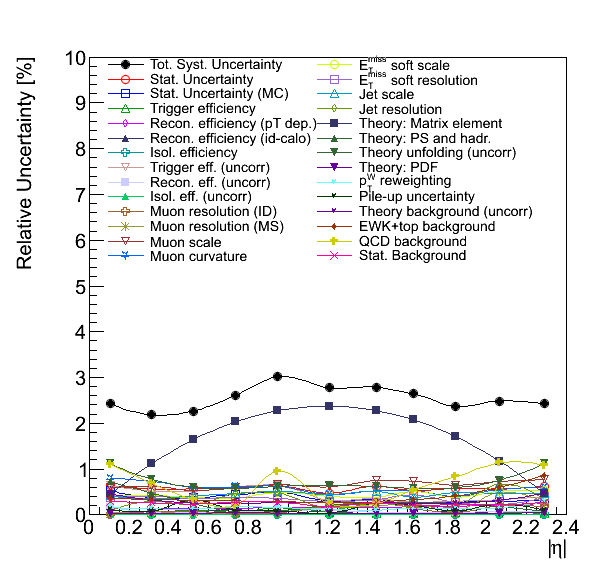 Relative Uncertainty [%]
10
9
8
7
6
5
4
3
2
1
0
Tot. Syst. Uncertainty
Stat. Uncertainty
Stat. Uncertainty (MC)
Trigger efficiency
Recon. efficiency (pT dep.)
Recon. efficiency (id-calo)
Isol. efficiency
Trigger eff. (uncorr)
Recon. eff. (uncorr)
Isol. eff. (uncorr)
Muon resolution (ID)
Muon resolution (MS)
Muon scale
Muon curvature
E_T^miss soft scale
E_T^miss soft resolution
Jet scale
Jet resolution
Theory: Matrix element
Theory: PS and hadr.
Theory unfolding (uncorr)
Theory: PDF
p_T^W reweighting
Pile-up uncertainty
Theory background (uncorr)
EWK+top background
QCD background
Stat. Background
0 0.2 0.4 0.6 0.8 1 1.2 1.4 1.6 1.8 2 2.2 2.4
|η|